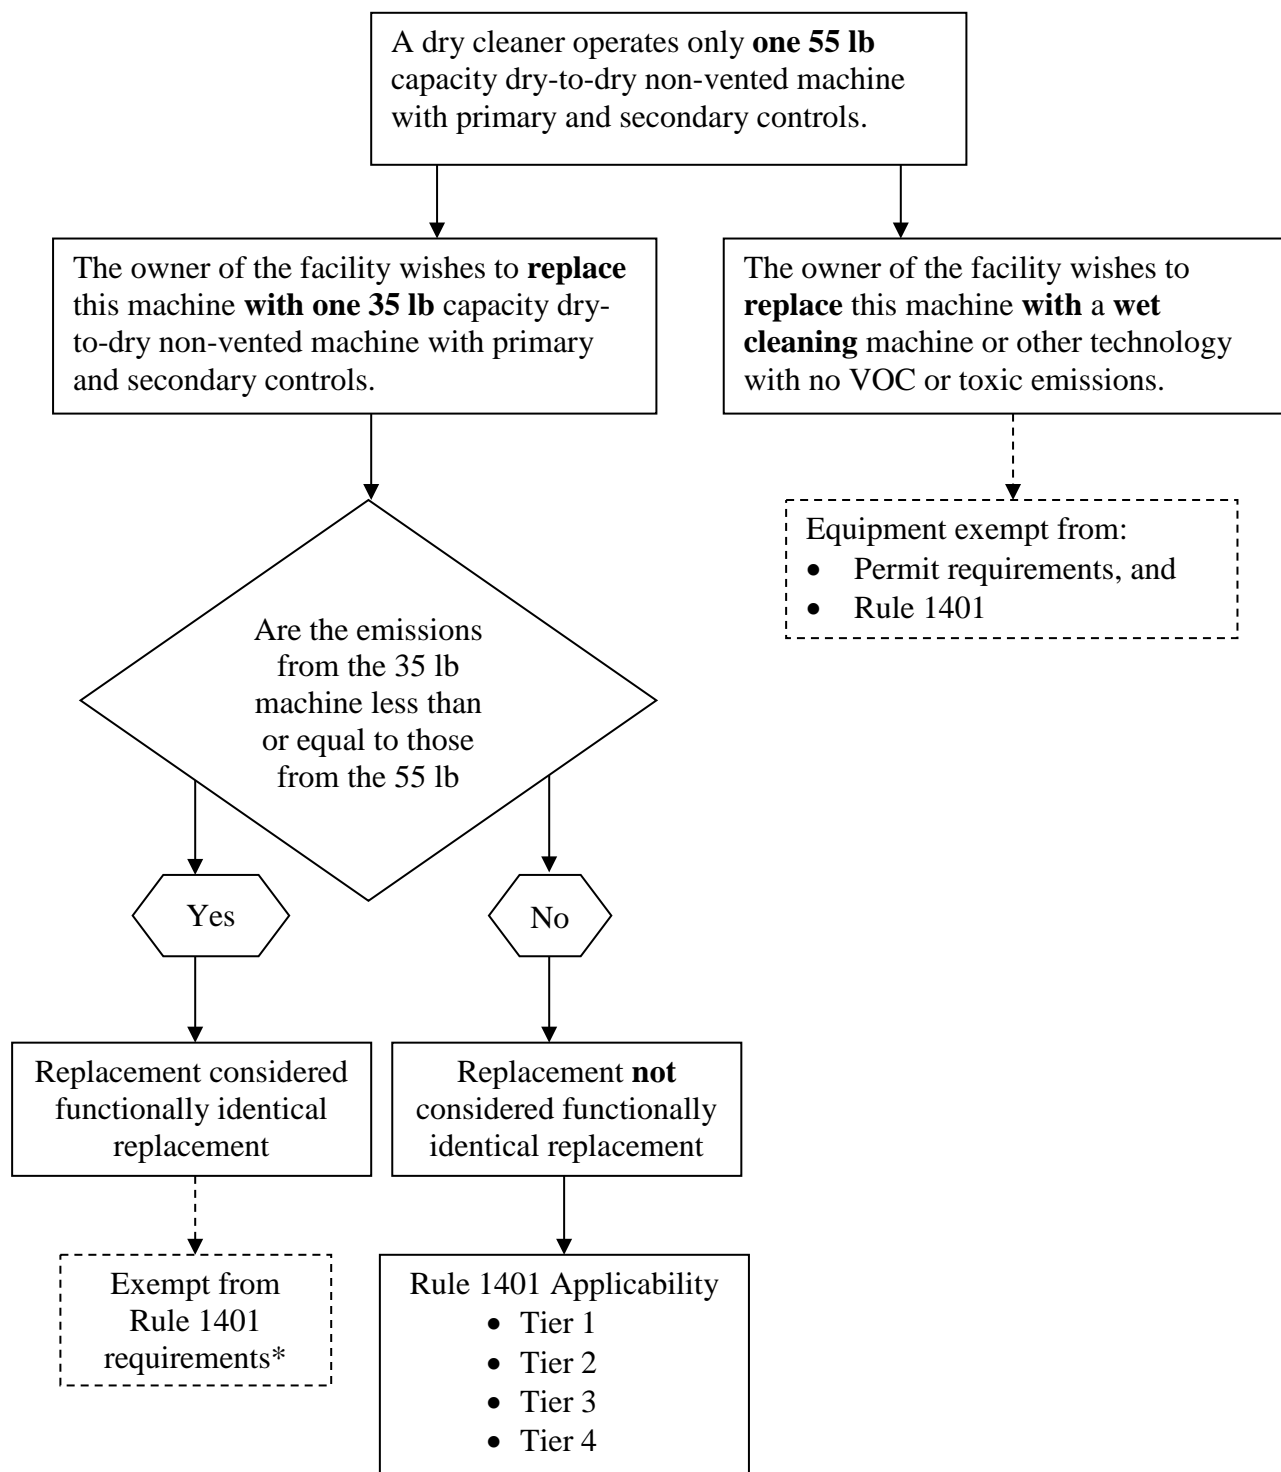 A dry cleaner operates only one 55 lb
capacity dry-to-dry non-vented machine
with primary and secondary controls.
The owner of the facility wishes to replace
this machine with one 35 lb capacity dry-
to-dry non-vented machine with primary
and secondary controls.
The owner of the facility wishes to
replace this machine with a wet
cleaning machine or other technology
with no VOC or toxic emissions.
Equipment exempt from:
• Permit requirements, and
• Rule 1401
Are the emissions
from the 35 lb
machine less than
or equal to those
from the 55 lb
Yes
No
Replacement considered
functionally identical
replacement
Replacement not
considered functionally
identical replacement
Exempt from
Rule 1401
requirements*
Rule 1401 Applicability
• Tier 1
• Tier 2
• Tier 3
• Tier 4